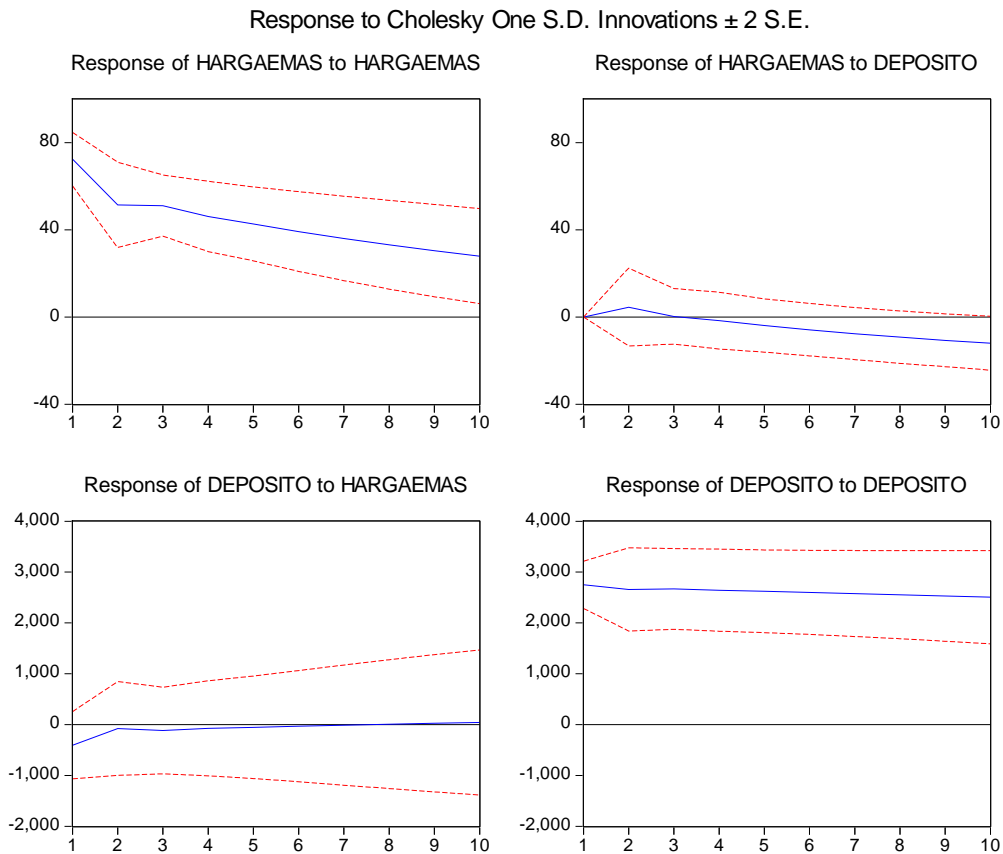 Response to Cholesky One S.D. Innovations ± 2 S.E.
Response of HARGAEMAS to HARGAEMAS
80
40
0
-40
1 2 3 4 5 6 7 8 9 10
Response of HARGAEMAS to DEPOSITO
80
40
0
-40
1 2 3 4 5 6 7 8 9 10
Response of DEPOSITO to HARGAEMAS
4,000
3,000
2,000
1,000
0
-1,000
-2,000
1 2 3 4 5 6 7 8 9 10
Response of DEPOSITO to DEPOSITO
4,000
3,000
2,000
1,000
0
-1,000
-2,000
1 2 3 4 5 6 7 8 9 10